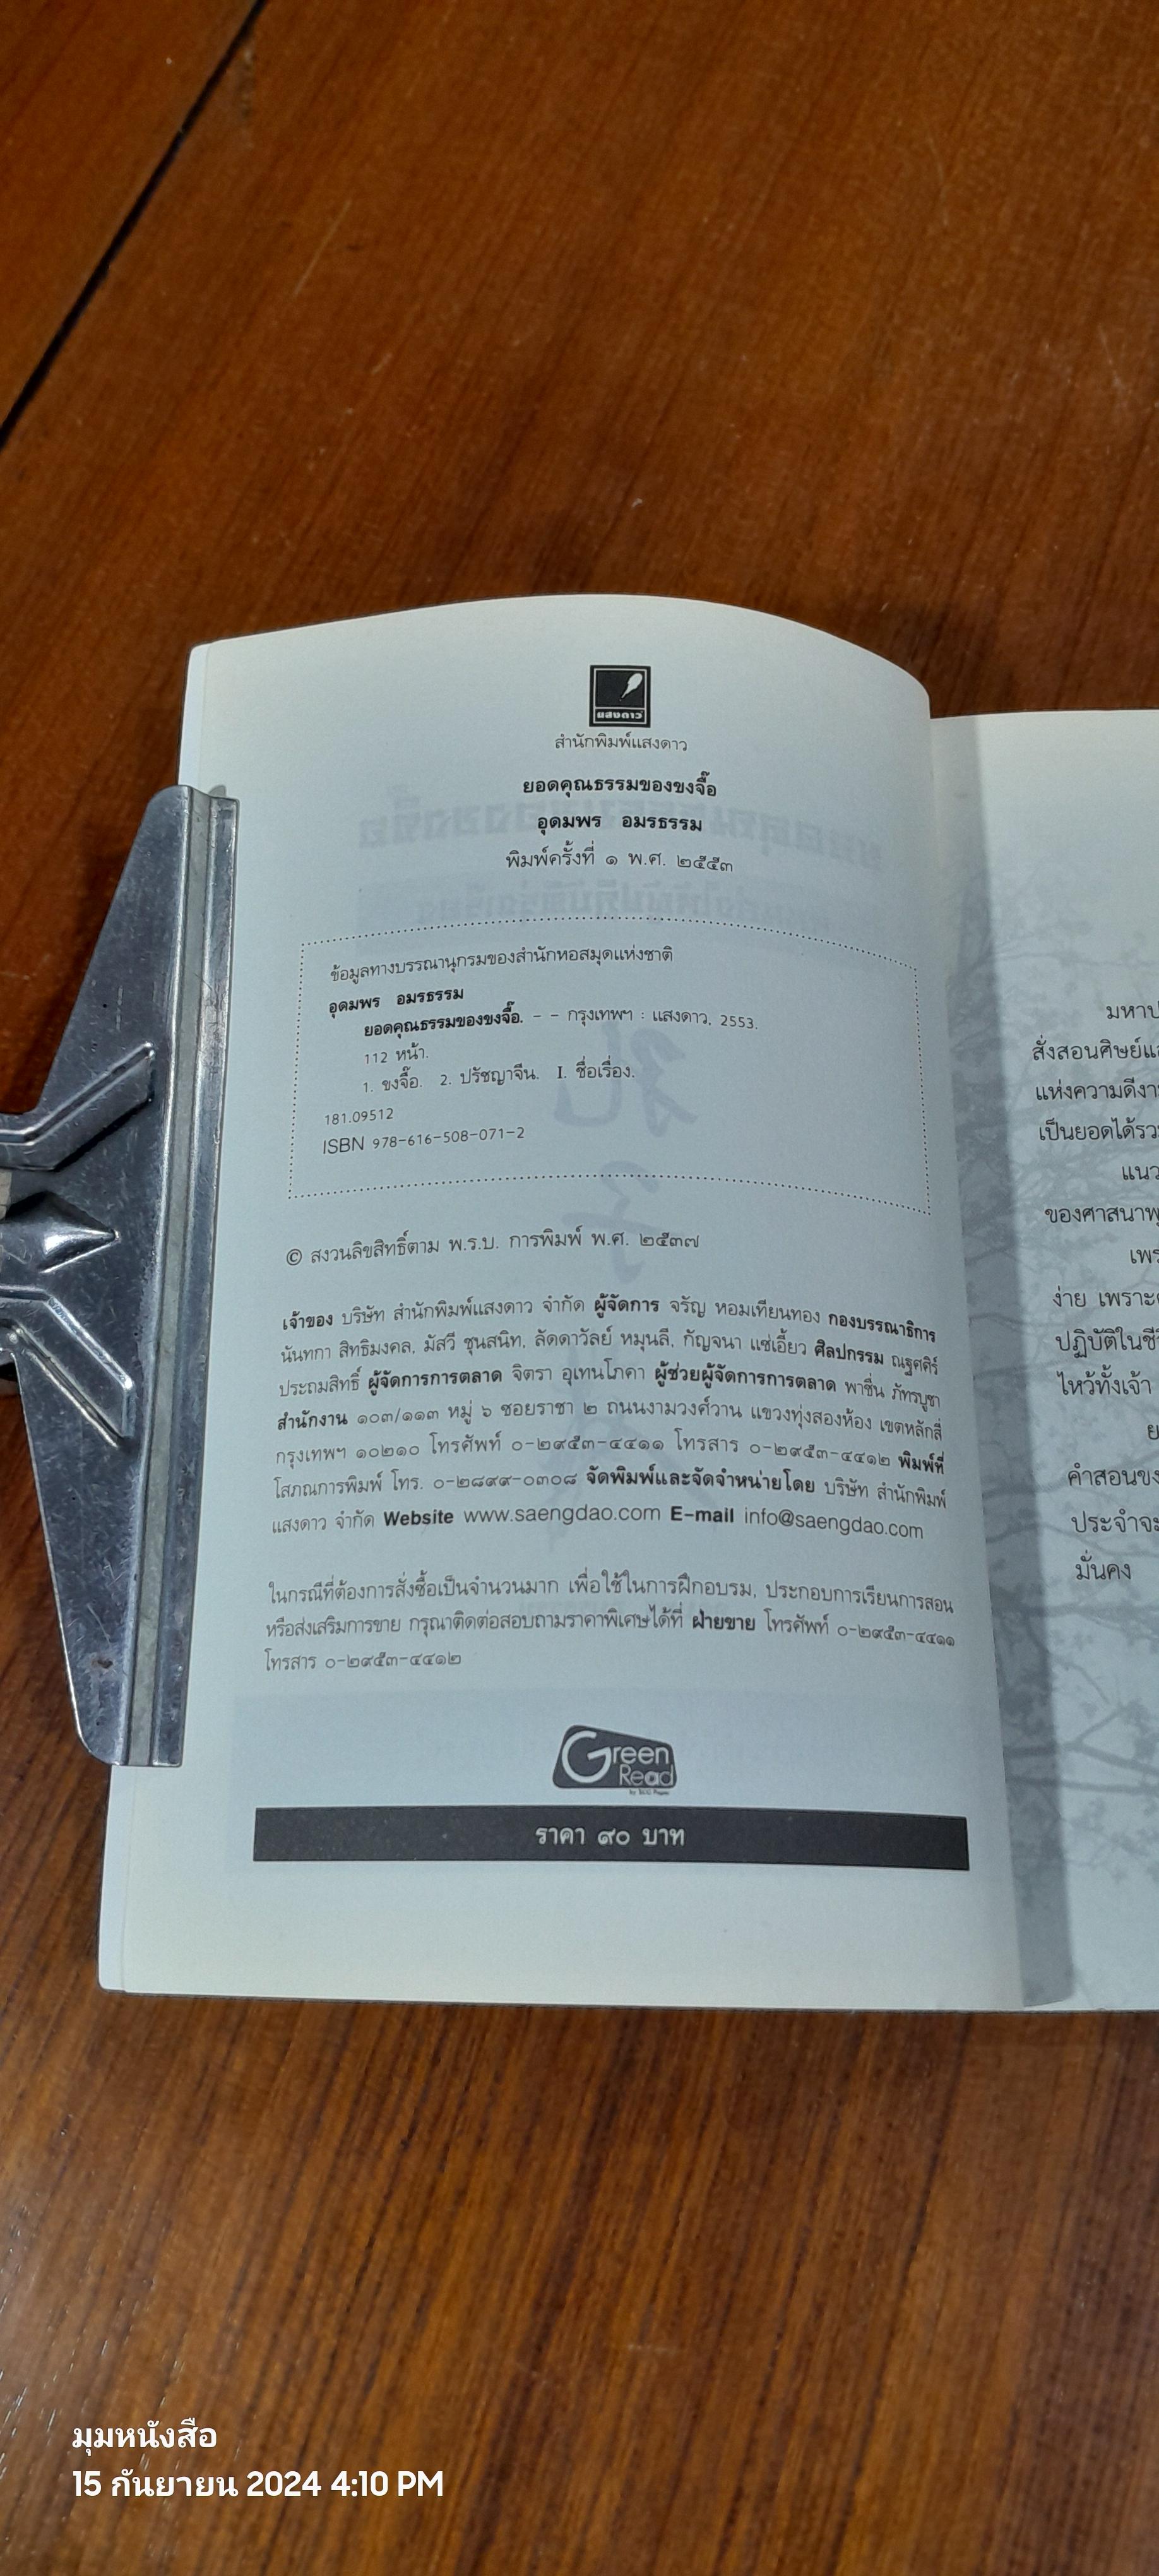 แสงดาว
สำนักพิมพ์แสงดาว
ยอดคุณธรรมของขงจื๊อ
อุดมพร อมรธรรม
พิมพ์ครั้งที่ ๑ พ.ศ. ๒๕๕๓
ข้อมูลทางบรรณานุกรมของสำนักหอสมุดแห่งชาติ
อุดมพร อมรธรรม
ยอดคุณธรรมของขงจื๊อ. - - กรุงเทพฯ : แสงดาว, 2553.
112 หน้า.
1. ขงจื๊อ. 2. ปรัชญาจีน. I. ชื่อเรื่อง.
181.09512
ISBN 978-616-508-071-2
© สงวนลิขสิทธิ์ตาม พ.ร.บ. การพิมพ์ พ.ศ. ๒๕๓๗
เจ้าของ บริษัท สำนักพิมพ์แสงดาว จำกัด ผู้จัดการ จรัญ หอมเทียนทอง กองบรรณาธิการ
นันทกา สิทธิมงคล, มัสวี ชุนสนิท, ลัดดาวัลย์ หมุนลี, กัญจนา แซ่เอี้ยว ศิลปกรรม ณฐศศิร์
ประถมสิทธิ์ ผู้จัดการการตลาด จิตรา อุเทนโภคา ผู้ช่วยผู้จัดการการตลาด พาชื่น ภัทรบูชา
สำนักงาน ๑๐๓/๑๑๓ หมู่ ๖ ซอยราชา ๒ ถนนงามวงศ์วาน แขวงทุ่งสองห้อง เขตหลักสี่
กรุงเทพฯ ๑๐๒๑๐ โทรศัพท์ ๐-๒๙๕๓-๔๔๑๑ โทรสาร ๐-๒๙๕๓-๔๔๑๒ พิมพ์ที่
โสภณการพิมพ์ โทร. ๐-๒๘๙๙-๐๓๐๘ จัดพิมพ์และจัดจำหน่ายโดย บริษัท สำนักพิมพ์
แสงดาว จำกัด Website www.saengdao.com E-mail info@saengdao.com
ในกรณีที่ต้องการสั่งซื้อเป็นจำนวนมาก เพื่อใช้ในการฝึกอบรม, ประกอบการเรียนการสอน
หรือส่งเสริมการขาย กรุณาติดต่อสอบถามราคาพิเศษได้ที่ ฝ่ายขาย โทรศัพท์ ๐-๒๙๕๓-๔๔๑๑
โทรสาร ๐-๒๙๕๓-๔๔๑๒
Green
Read
ราคา ๙๐ บาท
มหาป
สั่งสอนศิษย์แล
แห่งความดีงา
เป็นยอดได้รว
แนว
ของศาสนาพุ
เพร
ง่าย เพราะ
ปฏิบัติในชี
ไหว้ทั้งเจ้า
ย
คำสอนขง
ประจำจะ
มั่นคง
มุมหนังสือ
15 กันยายน 2024 4:10 PM